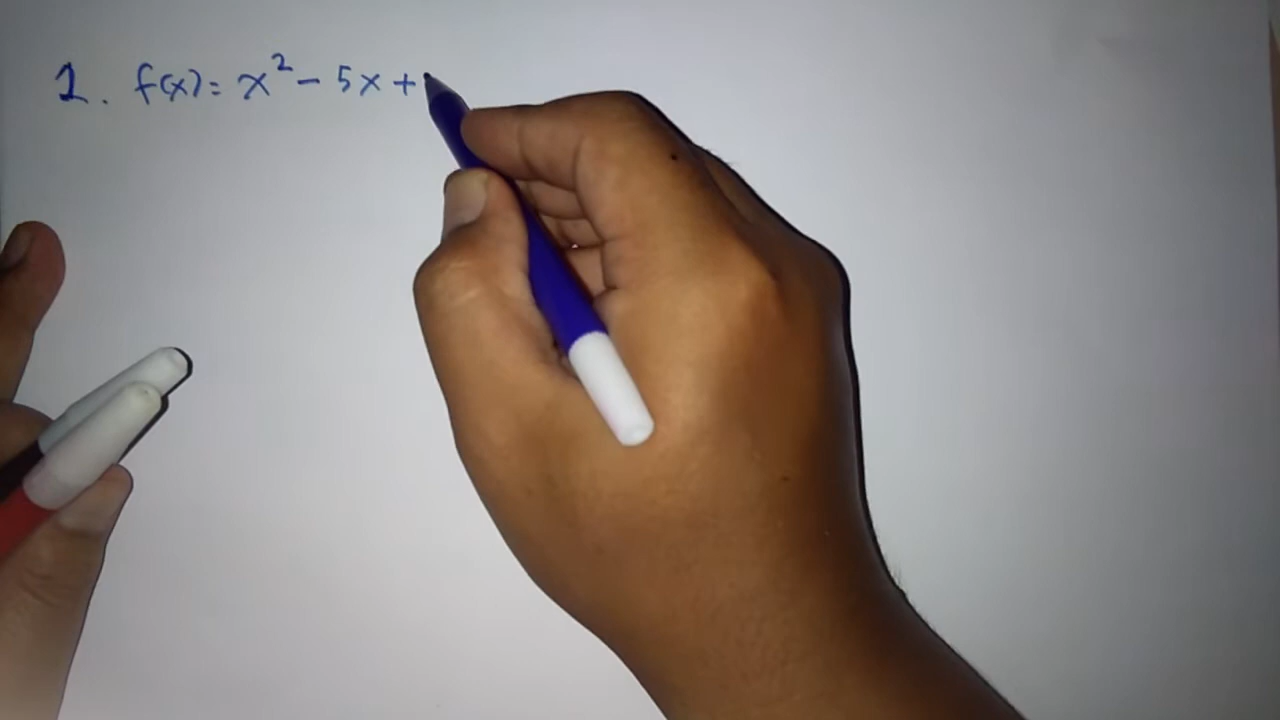 1. f(x) = x² - 5x +